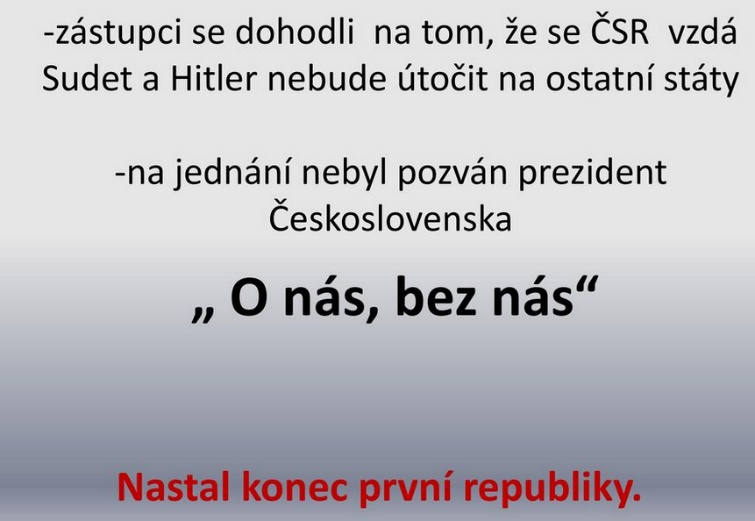 -zástupci se dohodli  na tom, že se ČSR  vzdá
Sudet a Hitler nebude útočit na ostatní státy
-na jednání nebyl pozván prezident
Československa
„ O nás, bez nás“
Nastal konec první republiky.